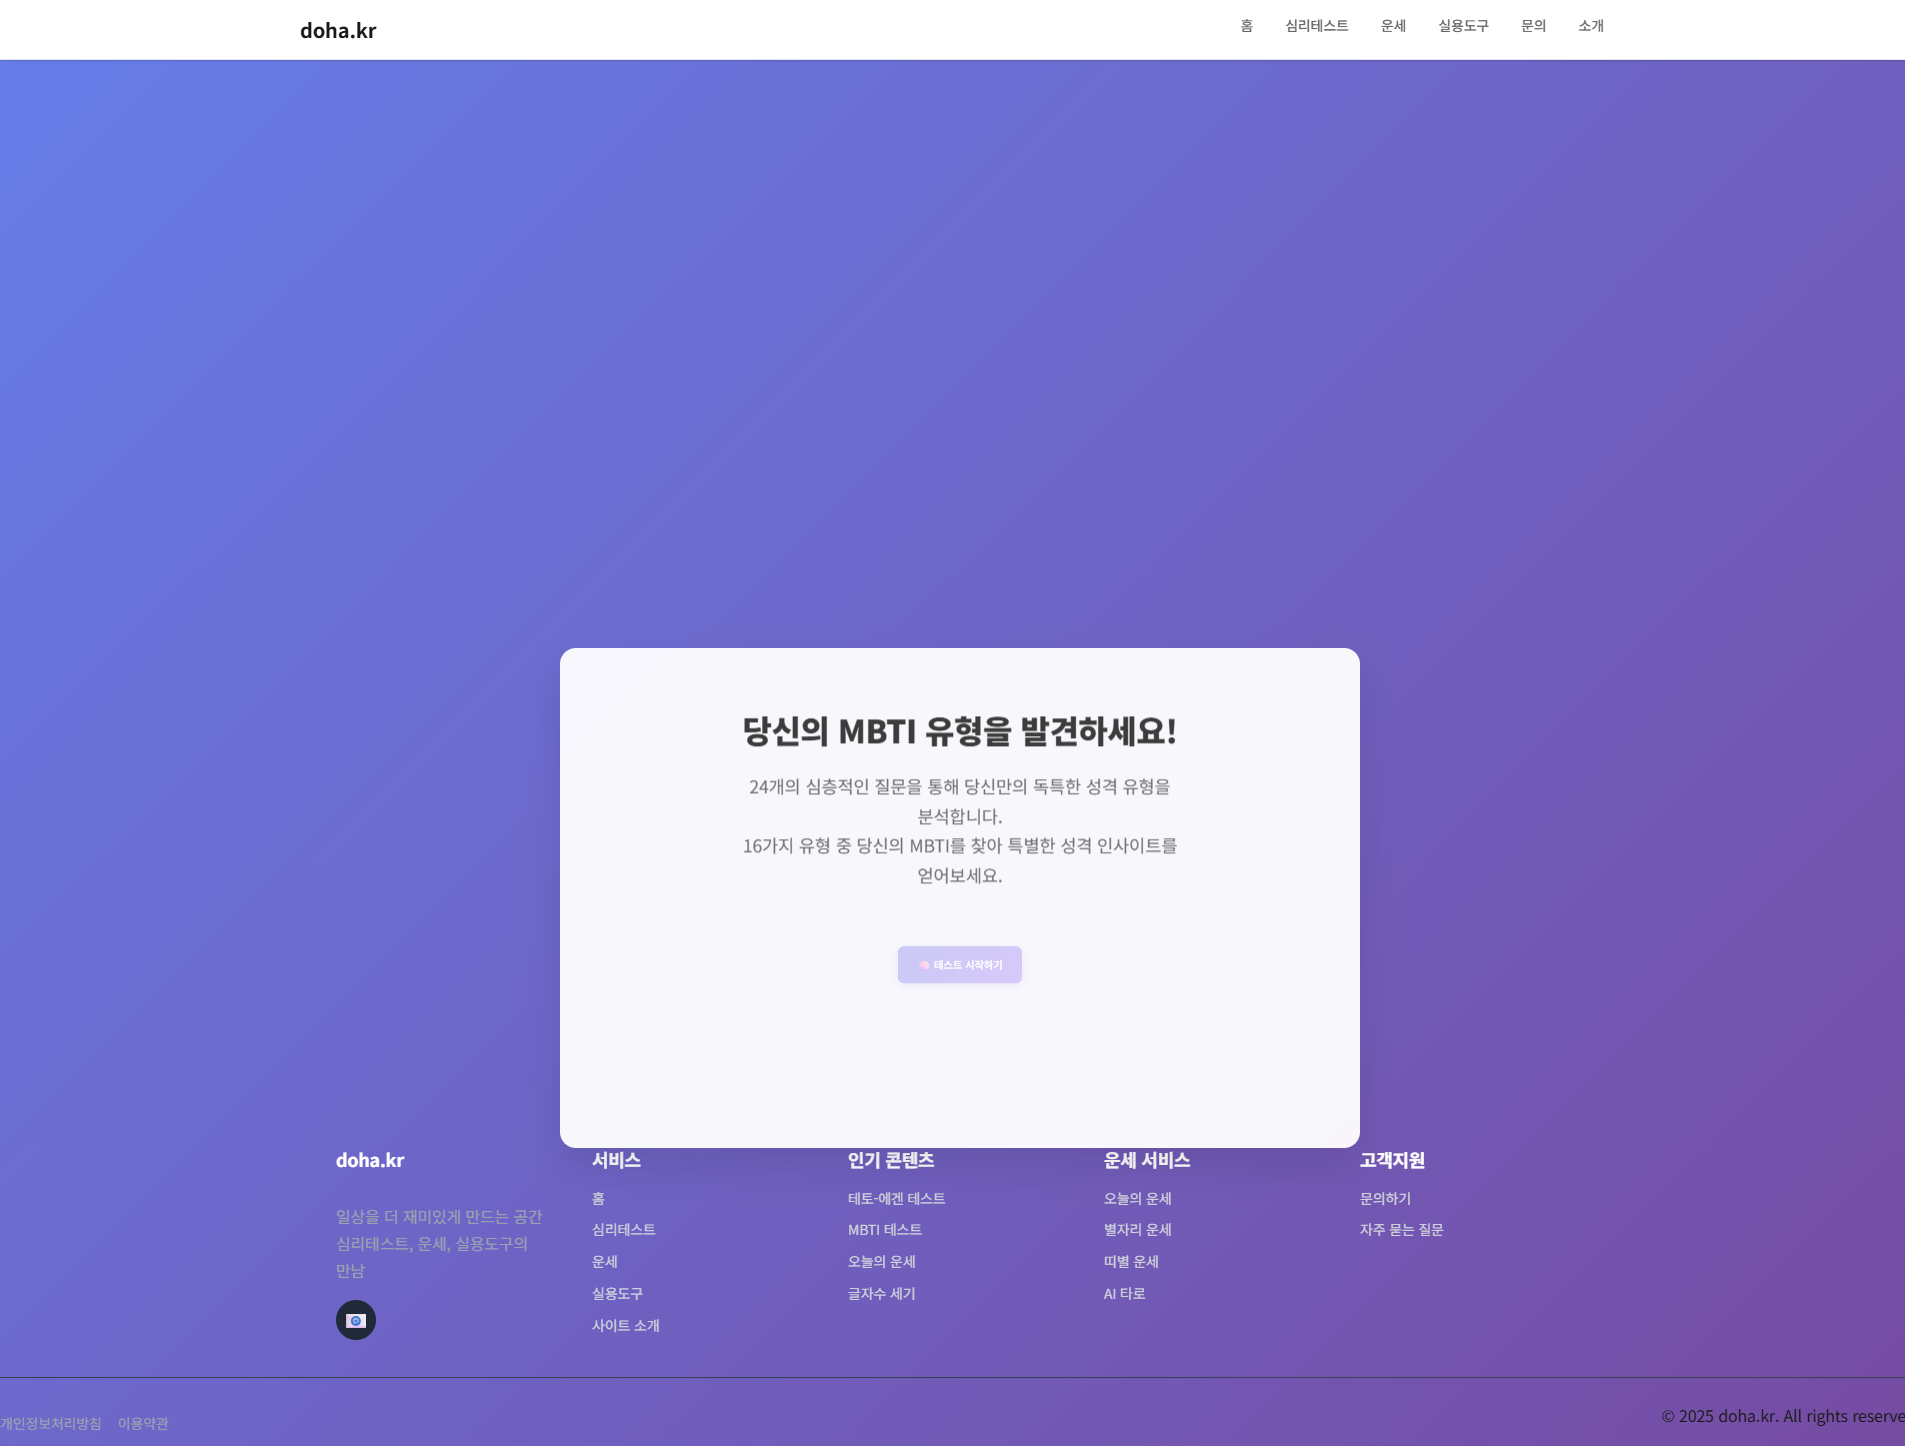 doha.kr
홈 심리테스트 운세 실용도구 문의 소개
당신의 MBTI 유형을 발견하세요!
24개의 심층적인 질문을 통해 당신만의 독특한 성격 유형을
분석합니다.
16가지 유형 중 당신의 MBTI를 찾아 특별한 성격 인사이트를
얻어보세요.
테스트 시작하기
doha.kr
일상을 더 재미있게 만드는 공간
심리테스트, 운세, 실용도구의
만남
서비스
홈
심리테스트
운세
실용도구
사이트 소개
인기 콘텐츠
테토-에겐 테스트
MBTI 테스트
오늘의 운세
글자수 세기
운세 서비스
오늘의 운세
별자리 운세
띠별 운세
AI 타로
고객지원
문의하기
자주 묻는 질문
개인정보처리방침 이용약관
© 2025 doha.kr. All rights reserve